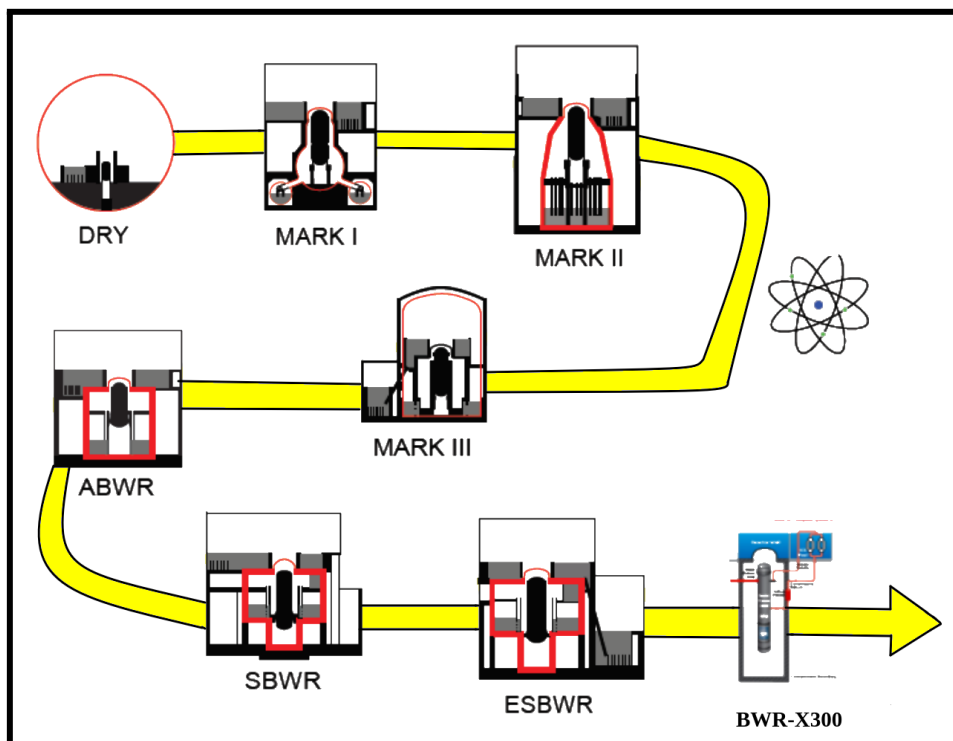 DRY
MARK I
MARK II
MARK III
ABWR
SBWR
ESBWR
BWR-X300